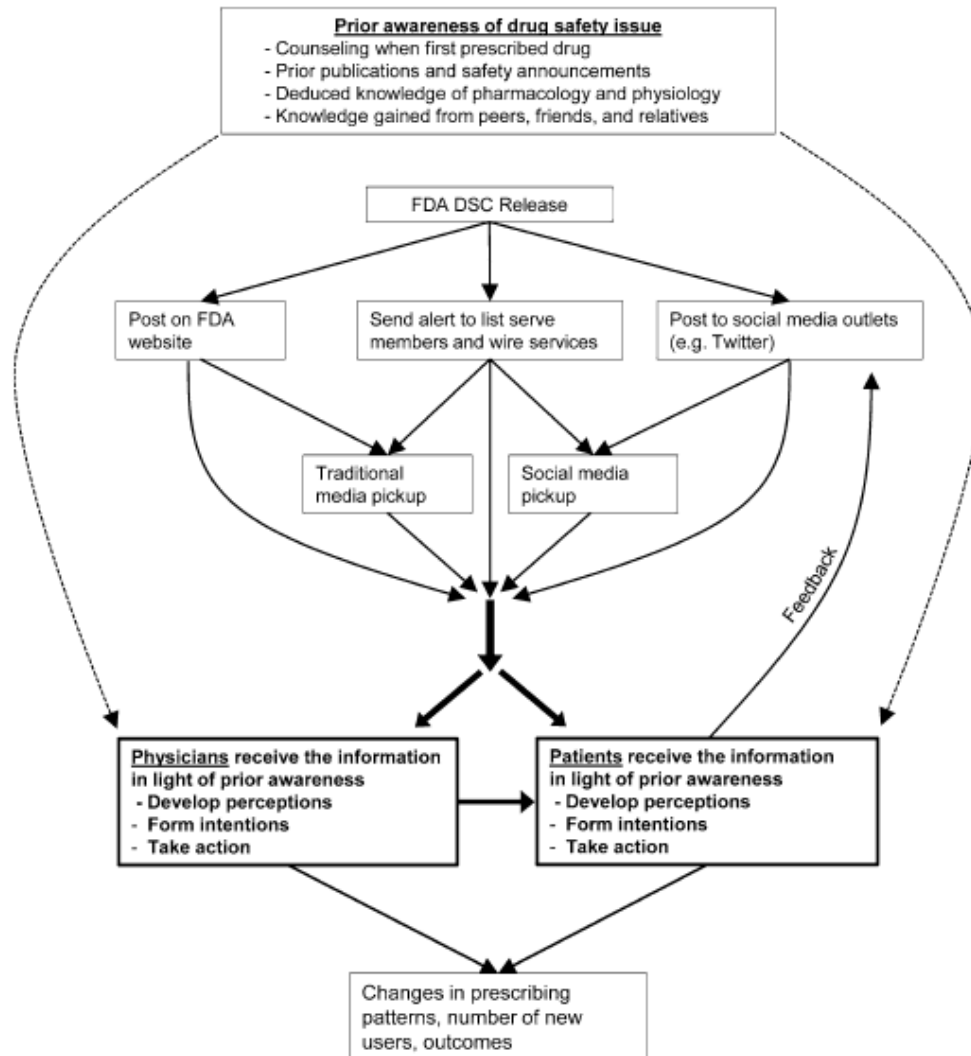 Prior awareness of drug safety issue
- Counseling when first prescribed drug
- Prior publications and safety announcements
- Deduced knowledge of pharmacology and physiology
- Knowledge gained from peers, friends, and relatives
FDA DSC Release
Post on FDA
website
Send alert to list serve
members and wire services
Post to social media outlets
(e.g. Twitter)
Traditional
media pickup
Social media
pickup
Feedback
Physicians receive the information
in light of prior awareness
- Develop perceptions
- Form intentions
- Take action
Patients receive the information
in light of prior awareness
- Develop perceptions
- Form intentions
- Take action
Changes in prescribing
patterns, number of new
users, outcomes